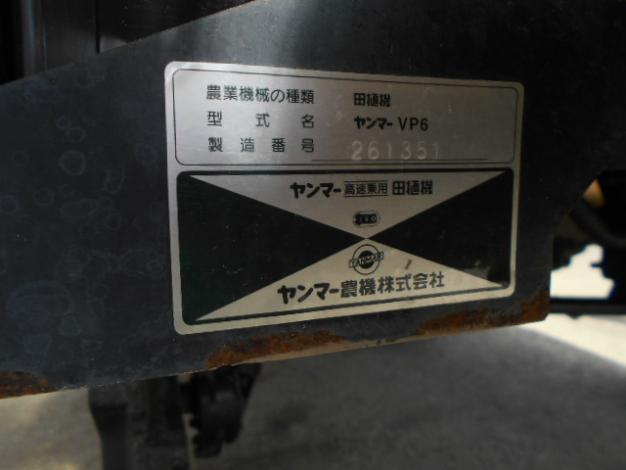 農業機械の種類 田植機
型式名 ヤンマー VP6
製造番号 261351
ヤンマー 高速乗用 田植機
YANMAR
ヤンマー農機株式会社